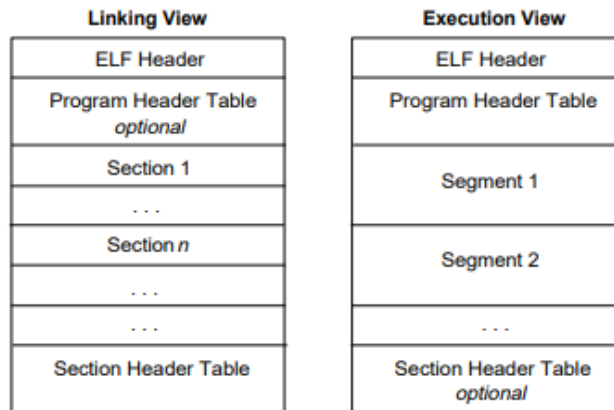 Linking View
ELF Header
Program Header Table
optional
Section 1
. . .
Section n
. . .
. . .
Section Header Table
Execution View
ELF Header
Program Header Table
Segment 1
Segment 2
. . .
Section Header Table
optional